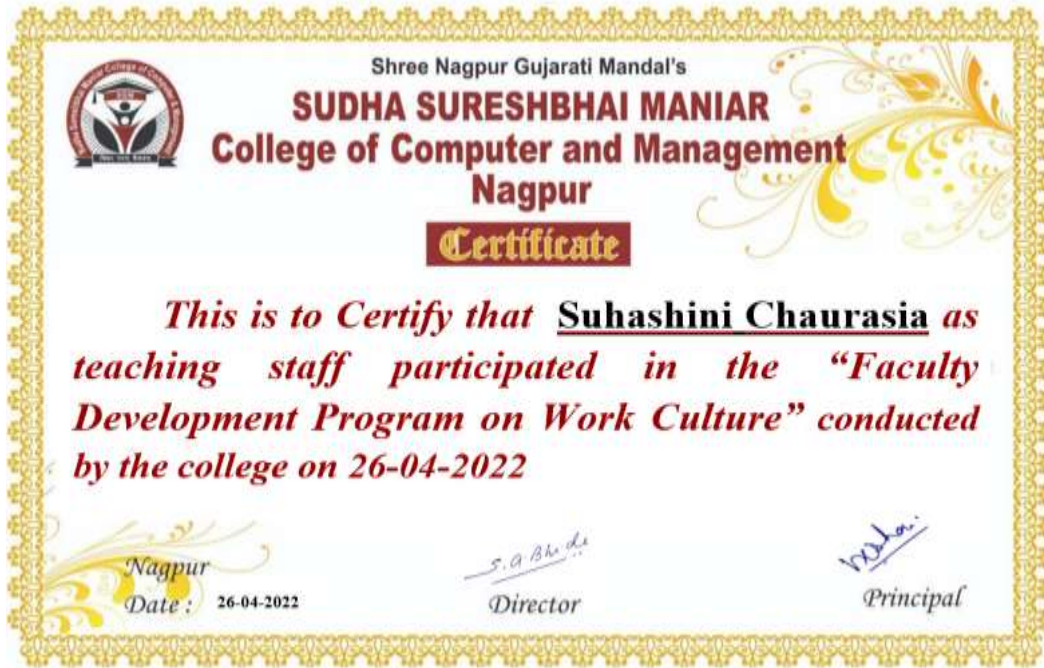 Shree Nagpur Gujarati Mandal's
SUDHA SURESHBHAI MANIAR
College of Computer and Management
Nagpur
Certificate
This is to Certify that Suhashini Chaurasia as
teaching staff participated in the “Faculty
Development Program on Work Culture” conducted
by the college on 26-04-2022
Nagpur
Date : 26-04-2022
S. A Bhide
Director
Principal